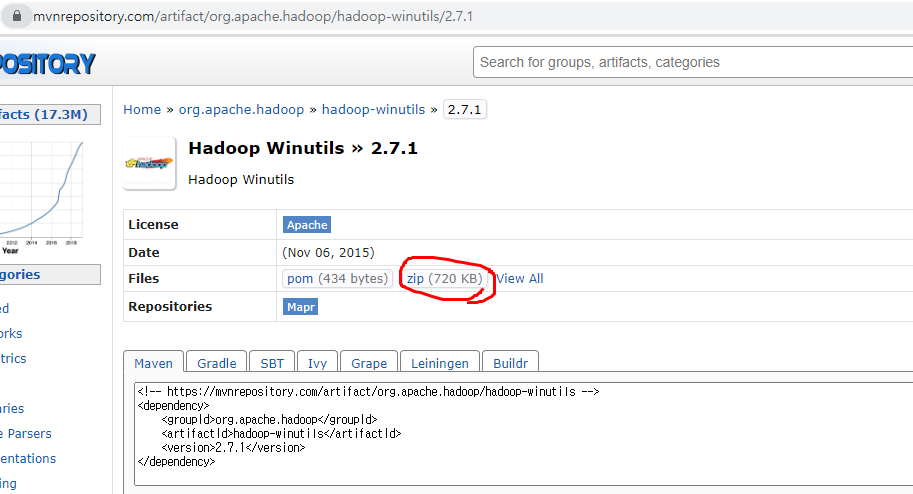 mvnrepository.com/artifact/org.apache.hadoop/hadoop-winutils/2.7.1
POSITORY
Search for groups, artifacts, categories
facts (17.3M)
Home » org.apache.hadoop » hadoop-winutils » 2.7.1
hadoop
Hadoop Winutils » 2.7.1
Hadoop Winutils
2012 2014 2016 2018
Year
License Apache
Date (Nov 06, 2015)
gories
Files pom (434 bytes) zip (720 KB) View All
Repositories Mapr
ed
orks
trics
Maven Gradle SBT Ivy Grape Leiningen Buildr
<!-- https://mvnrepository.com/artifact/org.apache.hadoop/hadoop-winutils -->
<dependency>
    <groupId>org.apache.hadoop</groupId>
    <artifactId>hadoop-winutils</artifactId>
    <version>2.7.1</version>
</dependency>
ries
e Parsers
entations
ing